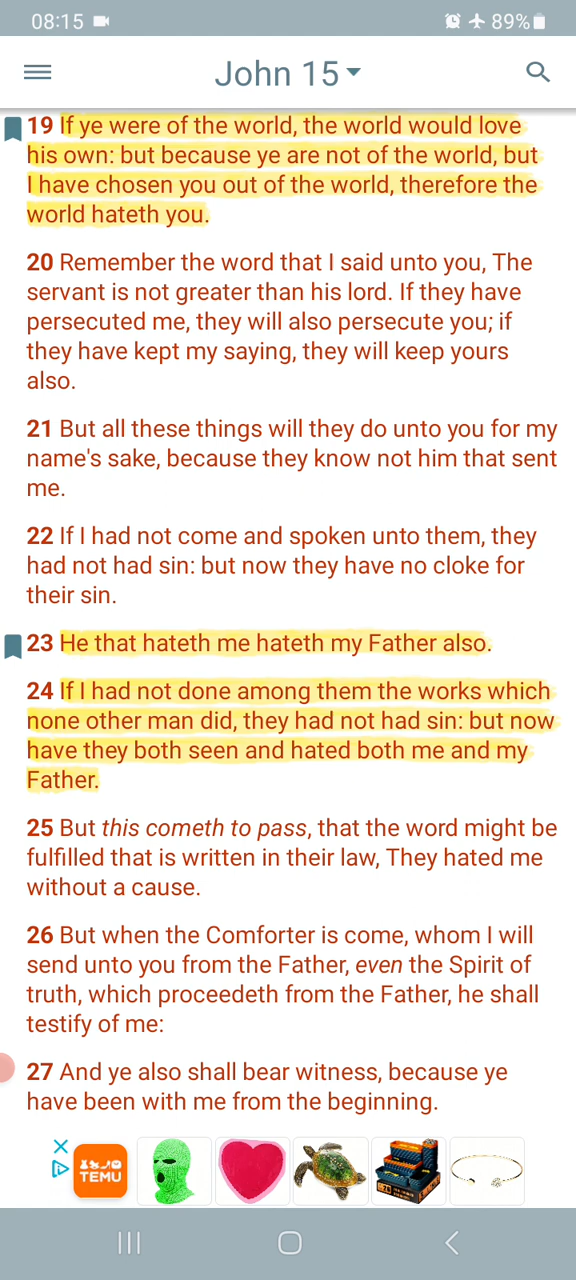 08:15
89%
John 15
19 If ye were of the world, the world would love
his own: but because ye are not of the world, but
I have chosen you out of the world, therefore the
world hateth you.
20 Remember the word that I said unto you, The
servant is not greater than his lord. If they have
persecuted me, they will also persecute you; if
they have kept my saying, they will keep yours
also.
21 But all these things will they do unto you for my
name's sake, because they know not him that sent
me.
22 If I had not come and spoken unto them, they
had not had sin: but now they have no cloke for
their sin.
23 He that hateth me hateth my Father also.
24 If I had not done among them the works which
none other man did, they had not had sin: but now
have they both seen and hated both me and my
Father.
25 But this cometh to pass, that the word might be
fulfilled that is written in their law, They hated me
without a cause.
26 But when the Comforter is come, whom I will
send unto you from the Father, even the Spirit of
truth, which proceedeth from the Father, he shall
testify of me:
27 And ye also shall bear witness, because ye
have been with me from the beginning.
TEMU